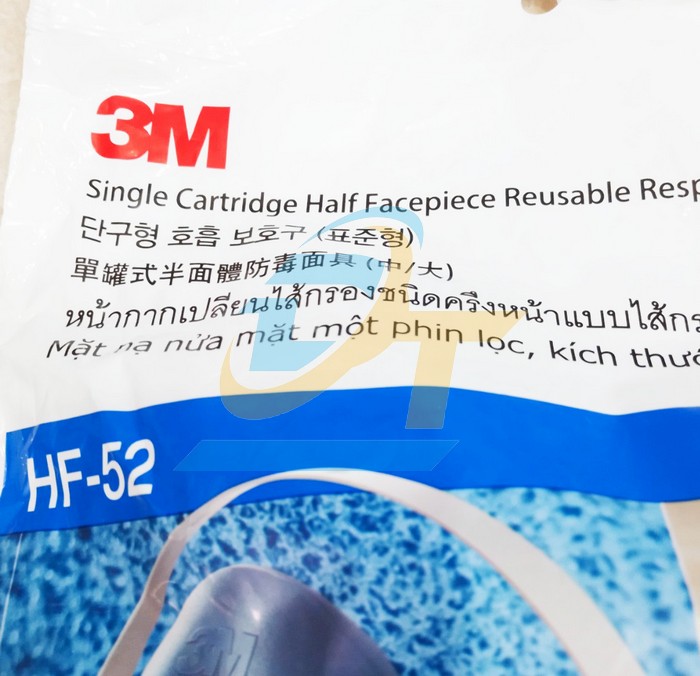 3M
Single Cartridge Half Facepiece Reusable Resp
단구형 호흡 보호구 (표준형)
單罐式半面體防毒面具 (中/大)
หน้ากากเปลี่ยนไส้กรองชนิดครึ่งหน้าแบบไส้กร
Mặt nạ nửa mặt một phin lọc, kích thướ
HF-52
3M
DT